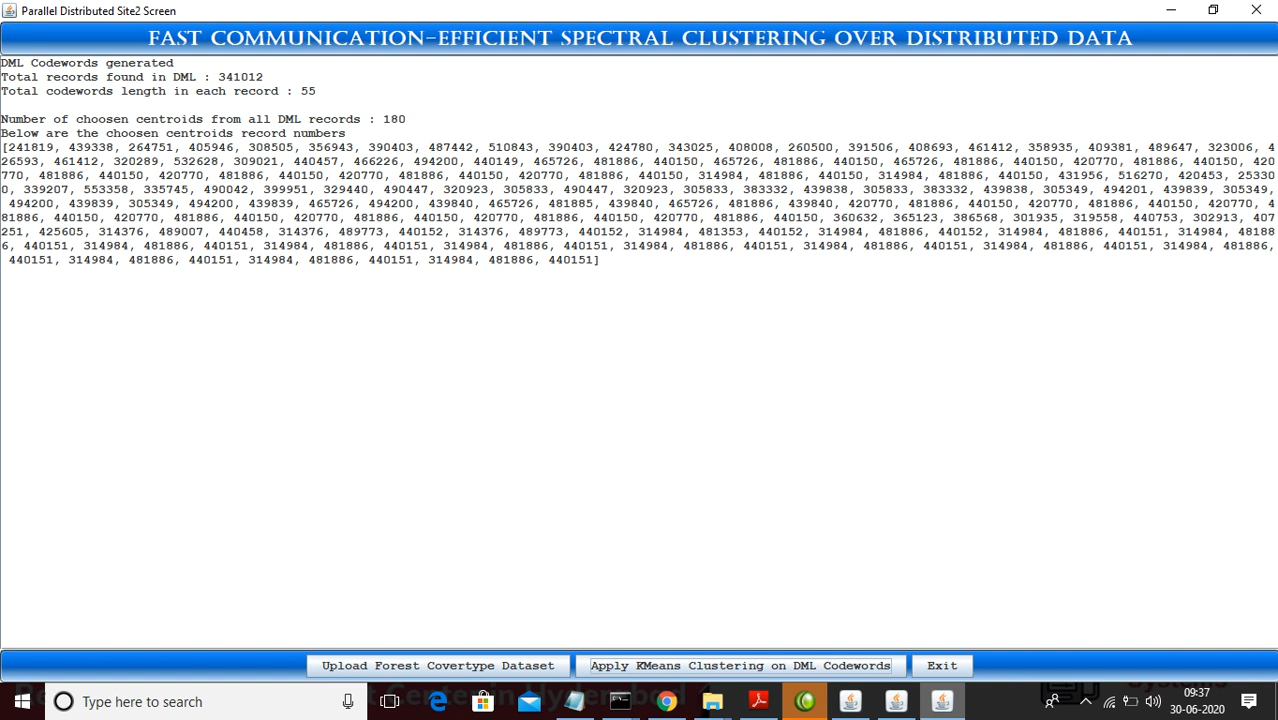 Parallel Distributed Site2 Screen
FAST COMMUNICATION-EFFICIENT SPECTRAL CLUSTERING OVER DISTRIBUTED DATA
DML Codewords generated
Total records found in DML : 341012
Total codewords length in each record : 55
Number of choosen centroids from all DML records : 180
Below are the choosen centroids record numbers
[241819, 439338, 264751, 405946, 308505, 356943, 390403, 487442, 510843, 390403, 424780, 343025, 408008, 260500, 391506, 408693, 461412, 358935, 409381, 489647, 323006, 4
26593, 461412, 320289, 532628, 309021, 440457, 466226, 494200, 440149, 465726, 481886, 440150, 465726, 481886, 440150, 465726, 481886, 440150, 420770, 481886, 440150, 420
770, 481886, 440150, 420770, 481886, 440150, 420770, 481886, 440150, 420770, 481886, 440150, 314984, 481886, 440150, 314984, 481886, 440150, 431956, 516270, 420453, 25330
0, 339207, 553358, 335745, 490042, 399951, 329440, 490447, 320923, 305833, 490447, 320923, 305833, 383332, 439838, 305833, 383332, 439838, 305349, 494201, 439839, 305349,
 494200, 439839, 305349, 494200, 439839, 465726, 494200, 439840, 465726, 481885, 439840, 465726, 481886, 439840, 420770, 481886, 440150, 420770, 481886, 440150, 420770, 4
81886, 440150, 420770, 481886, 440150, 420770, 481886, 440150, 420770, 481886, 440150, 420770, 481886, 440150, 360632, 365123, 386568, 301935, 319558, 440753, 302913, 407
251, 425605, 314376, 489007, 440458, 314376, 489773, 440152, 314376, 489773, 440152, 314984, 481353, 440152, 314984, 481886, 440152, 314984, 481886, 440151, 314984, 48188
6, 440151, 314984, 481886, 440151, 314984, 481886, 440151, 314984, 481886, 440151, 314984, 481886, 440151, 314984, 481886, 440151, 314984, 481886, 440151, 314984, 481886,
 440151, 314984, 481886, 440151, 314984, 481886, 440151, 314984, 481886, 440151]
Upload Forest Covertype Dataset
Apply KMeans Clustering on DML Codewords
Exit
Type here to search
09:37
30-06-2020